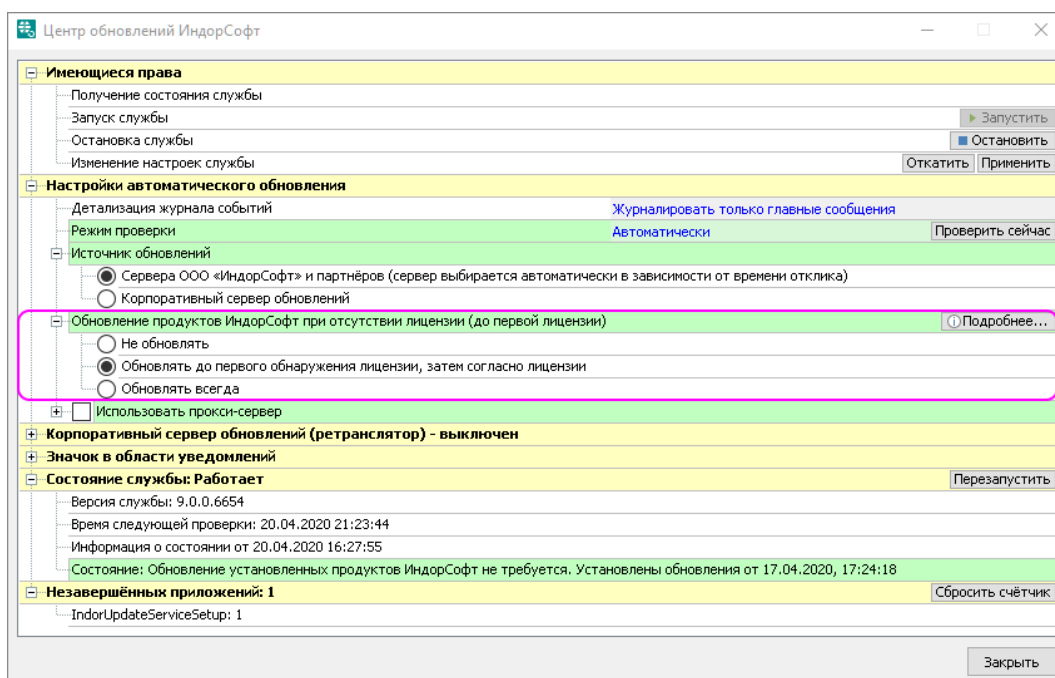 Центр обновлений ИндорСофт
Имеющиеся права
Получение состояния службы
Запуск службы Запустить
Остановка службы Остановить
Изменение настроек службы Откатить Применить
Настройки автоматического обновления
Детализация журнала событий Журналировать только главные сообщения
Режим проверки Автоматически Проверить сейчас
Источник обновлений
Сервера ООО «ИндорСофт» и партнёров (сервер выбирается автоматически в зависимости от времени отклика)
Корпоративный сервер обновлений
Обновление продуктов ИндорСофт при отсутствии лицензии (до первой лицензии) Подробнее...
Не обновлять
Обновлять до первого обнаружения лицензии, затем согласно лицензии
Обновлять всегда
Использовать прокси-сервер
Корпоративный сервер обновлений (ретранслятор) - выключен
Значок в области уведомлений
Состояние службы: Работает Перезапустить
Версия службы: 9.0.0.6654
Время следующей проверки: 20.04.2020 21:23:44
Информация о состоянии от 20.04.2020 16:27:55
Состояние: Обновление установленных продуктов ИндорСофт не требуется. Установлены обновления от 17.04.2020, 17:24:18
Незавершённых приложений: 1 Сбросить счётчик
IndorUpdateServiceSetup: 1
Закрыть